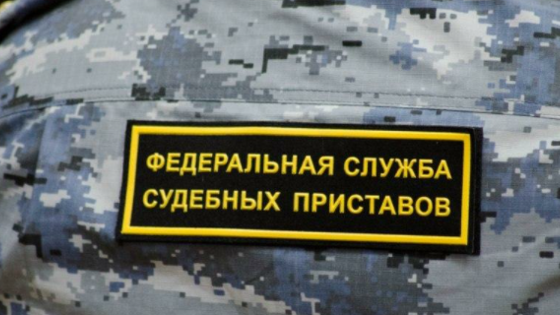 ФЕДЕРАЛЬНАЯ СЛУЖБА
СУДЕБНЫХ ПРИСТАВОВ